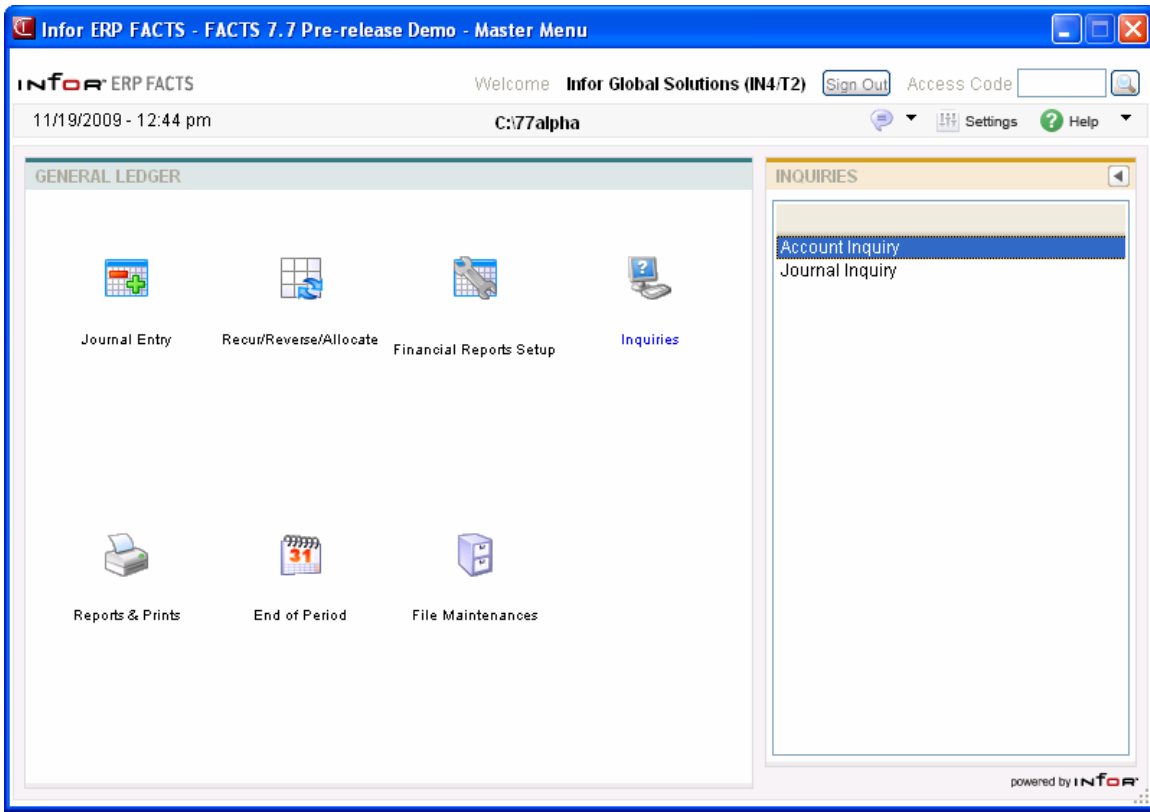 Infor ERP FACTS - FACTS 7.7 Pre-release Demo - Master Menu
infor ERP FACTS Welcome Infor Global Solutions (IN4/T2) Sign Out Access Code
11/19/2009 - 12:44 pm C:\77alpha Settings Help
GENERAL LEDGER
Journal Entry Recur/Reverse/Allocate Financial Reports Setup Inquiries
31
Reports & Prints End of Period File Maintenances
INQUIRIES
Account Inquiry
Journal Inquiry
powered by infor